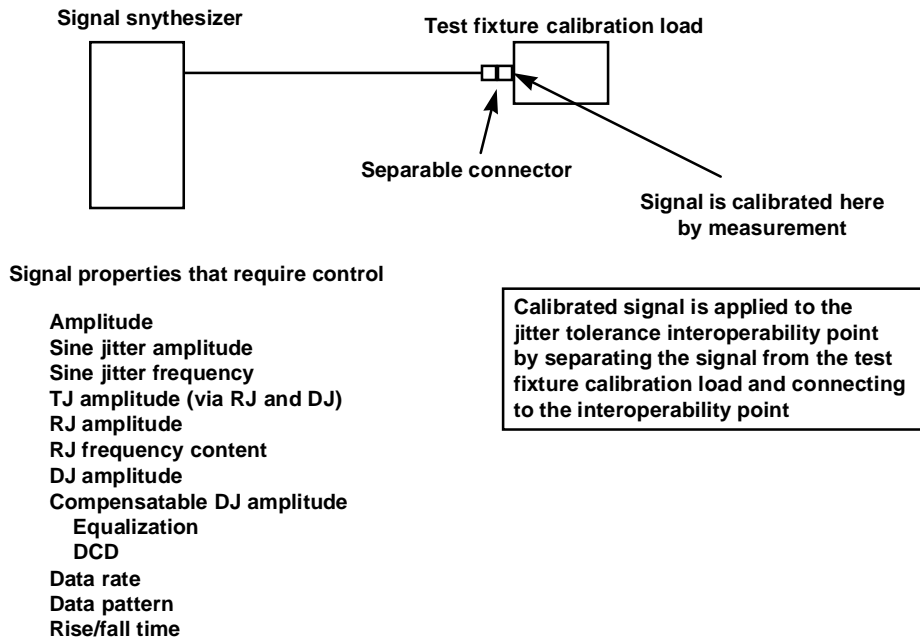 Signal snythesizer
Test fixture calibration load
Separable connector
Signal is calibrated here
by measurement
Signal properties that require control
Amplitude
Sine jitter amplitude
Sine jitter frequency
TJ amplitude (via RJ and DJ)
RJ amplitude
RJ frequency content
DJ amplitude
Compensatable DJ amplitude
Equalization
DCD
Data rate
Data pattern
Rise/fall time
Calibrated signal is applied to the
jitter tolerance interoperability point
by separating the signal from the test
fixture calibration load and connecting
to the interoperability point